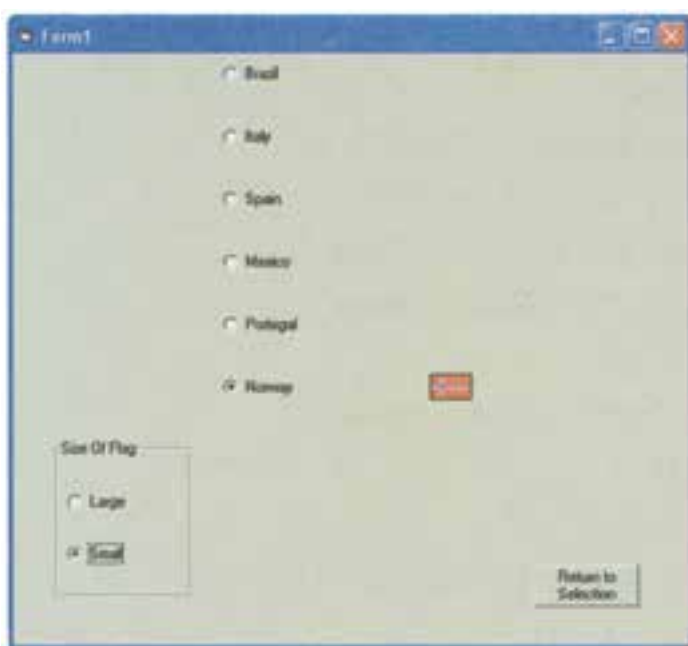 Form1
Brazil
Italy
Spain
Mexico
Portugal
Norway
Size Of Flag
Large
Small
Return to
Selection